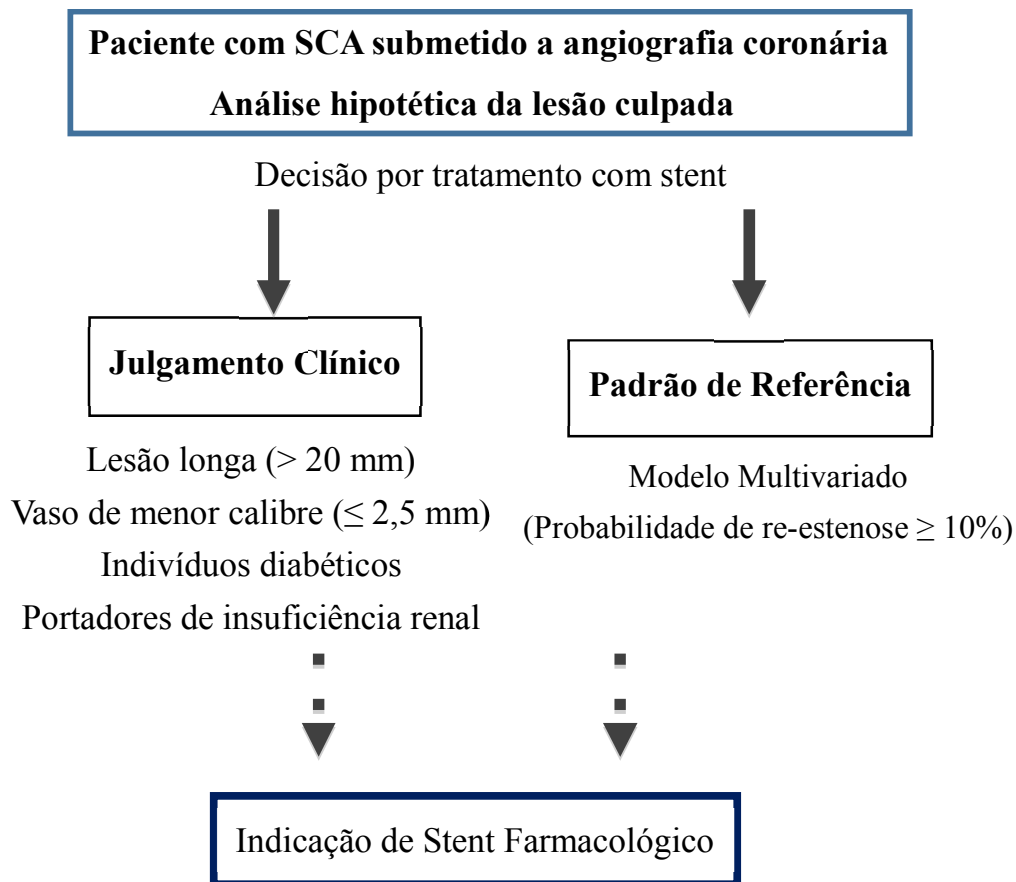 Paciente com SCA submetido a angiografia coronária
Análise hipotética da lesão culpada
Decisão por tratamento com stent
Julgamento Clínico
Lesão longa (> 20 mm)
Vaso de menor calibre (≤ 2,5 mm)
Indivíduos diabéticos
Portadores de insuficiência renal
Padrão de Referência
Modelo Multivariado
(Probabilidade de re-estenose ≥ 10%)
Indicação de Stent Farmacológico